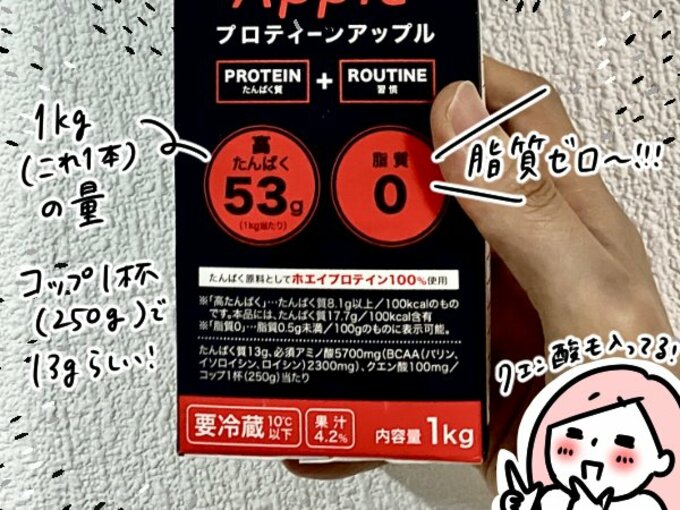 Apple
プロテインアップル
PROTEIN
たんぱく質
+
ROUTINE
習慣
高
たんぱく
53g
(1kg当たり)
脂質
0
たんぱく原料としてホエイプロテイン100%使用
※「高たんぱく」…たんぱく質8.1g以上/100kcalのもの
です。本品には、たんぱく質17.7g/100kcal含有
※「脂質0」…脂質0.5g未満/100gのものに表示可能。
たんぱく質13g、必須アミノ酸5700mg(BCAA(バリン、
イソロイシン、ロイシン)2300mg)、クエン酸100mg/
コップ1杯(250g)当たり
要冷蔵
10℃
以下
果汁
4.2%
内容量 1kg
1kg
(これ1本)
の量
コップ1杯
(250g)で
13gらしい!
脂質ゼロ〜!!!
クエン酸も入ってる!